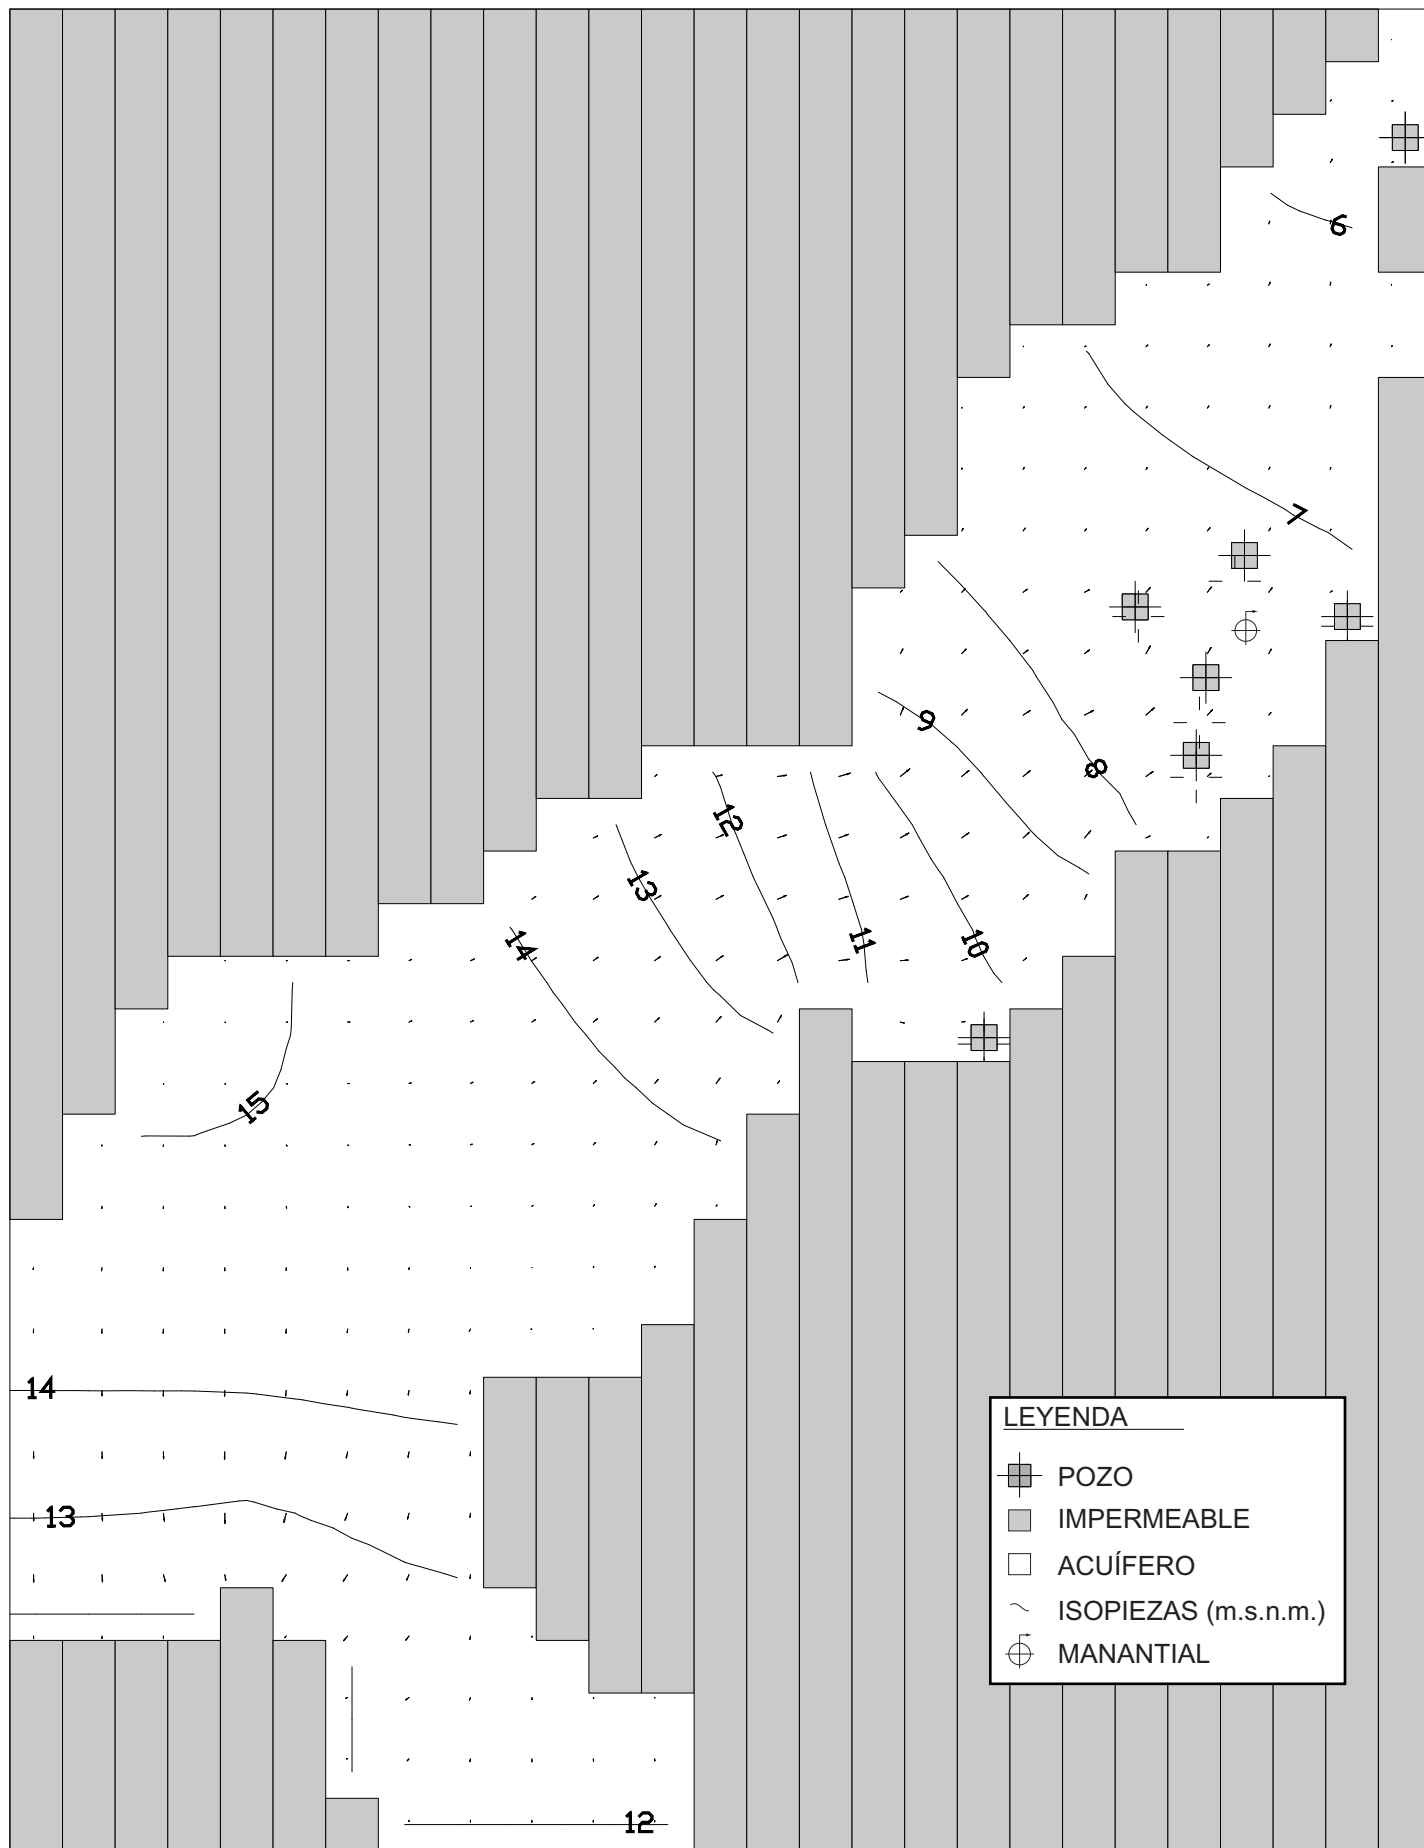 6
7
9
8
12
13
11
10
14
15
14
13
12
LEYENDA
POZO
IMPERMEABLE
ACUÍFERO
ISOPIEZAS (m.s.n.m.)
MANANTIAL